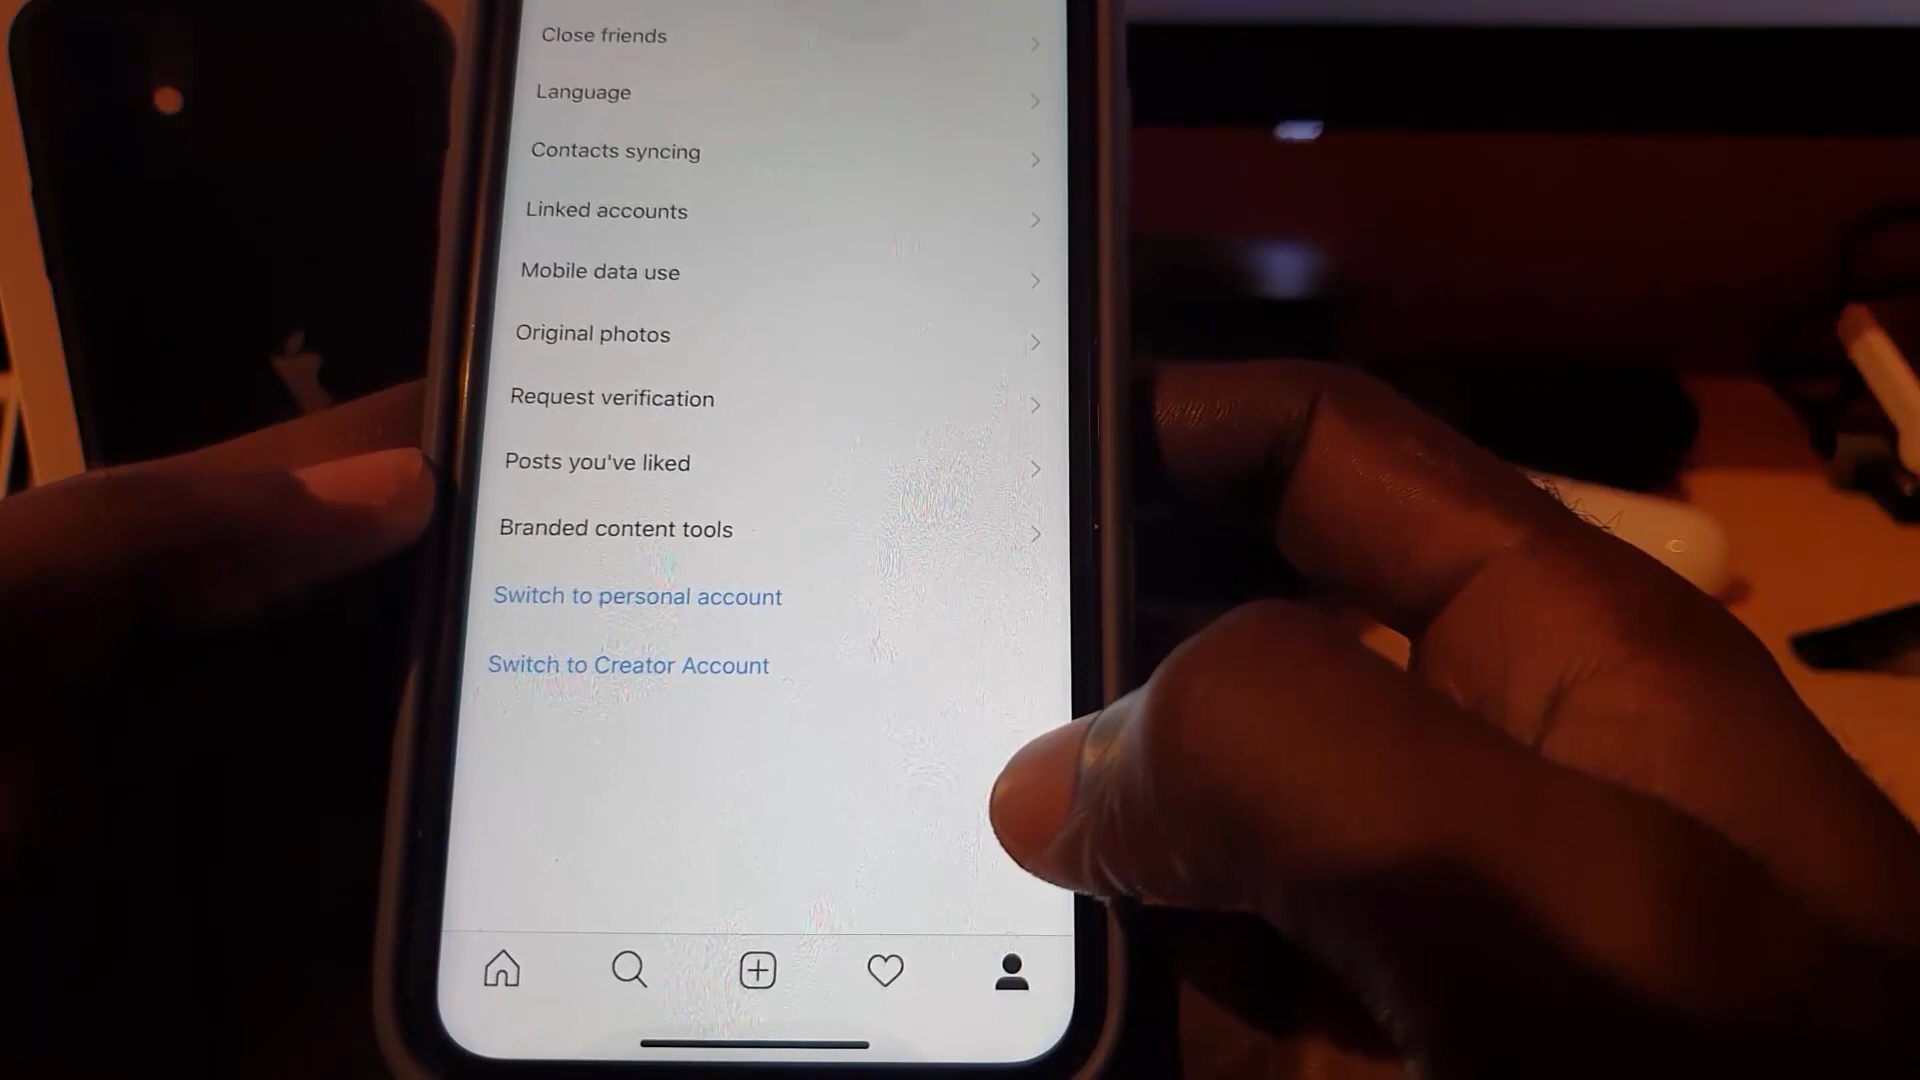 Close friends
Language
Contacts syncing
Linked accounts
Mobile data use
Original photos
Request verification
Posts you've liked
Branded content tools
Switch to personal account
Switch to Creator Account